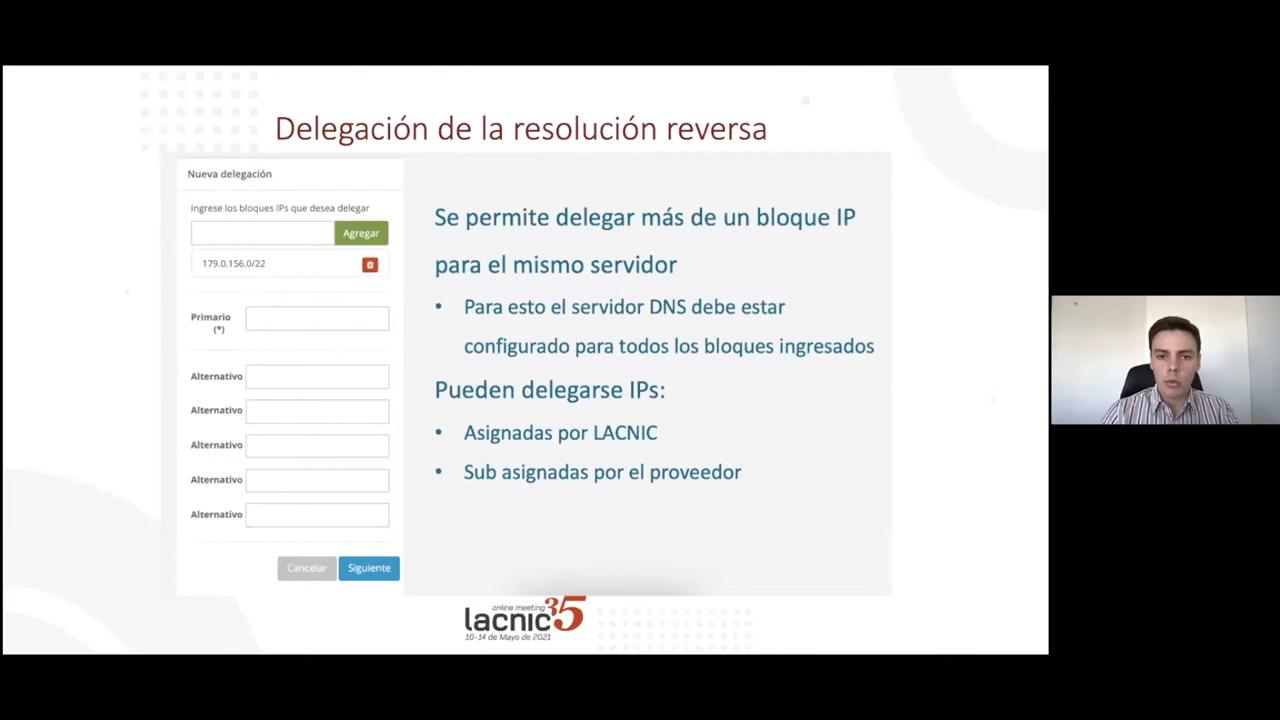 Delegación de la resolución reversa
Nueva delegación
Ingrese los bloques IPs que desea delegar
Agregar
179.0.156.0/22
Primario
(*)
Alternativo
Alternativo
Alternativo
Alternativo
Alternativo
Cancelar
Siguiente
Se permite delegar más de un bloque IP
para el mismo servidor
• Para esto el servidor DNS debe estar
configurado para todos los bloques ingresados
Pueden delegarse IPs:
• Asignadas por LACNIC
• Sub asignadas por el proveedor
online meeting
lacnic35
10-14 de Mayo de 2021